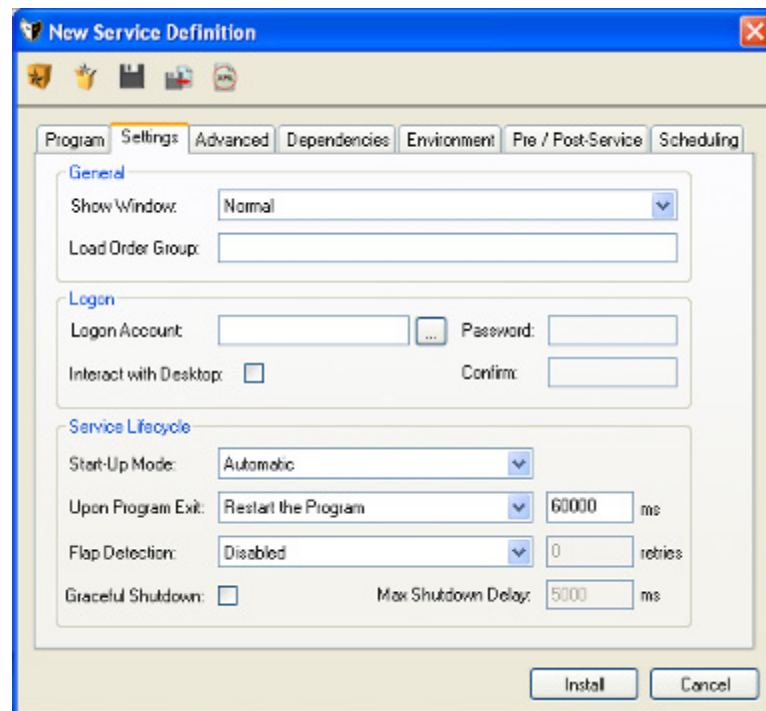 New Service Definition
Program Settings Advanced Dependencies Environment Pre / Post-Service Scheduling
General
Show Window: Normal
Load Order Group:
Logon
Logon Account: ... Password:
Interact with Desktop: Confirm:
Service Lifecycle
Start-Up Mode: Automatic
Upon Program Exit: Restart the Program 60000 ms
Flap Detection: Disabled 0 retries
Graceful Shutdown: Max Shutdown Delay: 5000 ms
Install Cancel